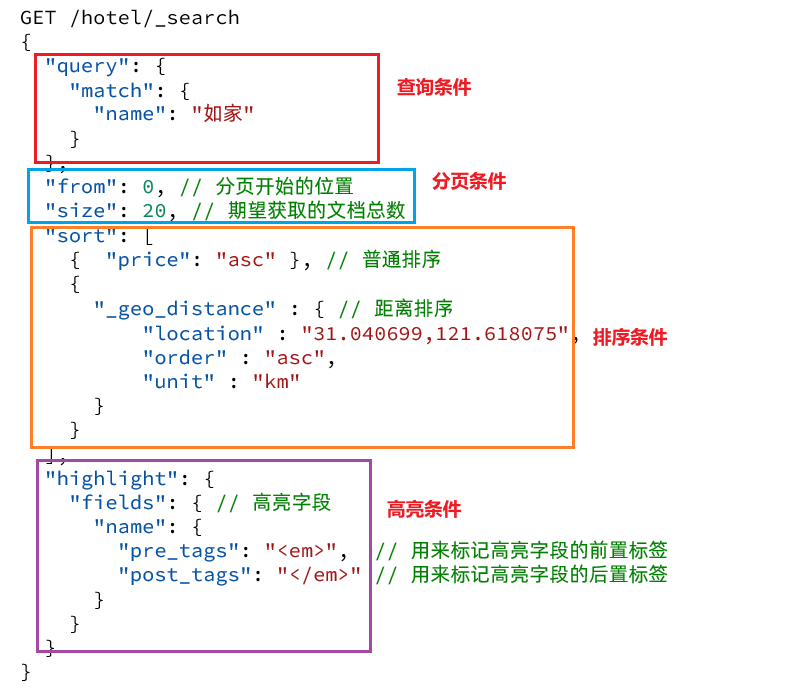 GET /hotel/_search
{
"query": {
"match": {
"name": "如家"
}
},
查询条件
"from": 0, // 分页开始的位置
"size": 20, // 期望获取的文档总数
分页条件
"sort": [
{ "price": "asc" }, // 普通排序
{
"_geo_distance" : { // 距离排序
"location" : "31.040699,121.618075",
"order" : "asc",
"unit" : "km"
}
}
],
排序条件
"highlight": {
"fields": { // 高亮字段
"name": {
"pre_tags": "<em>", // 用来标记高亮字段的前置标签
"post_tags": "</em>" // 用来标记高亮字段的后置标签
}
}
}
高亮条件
}